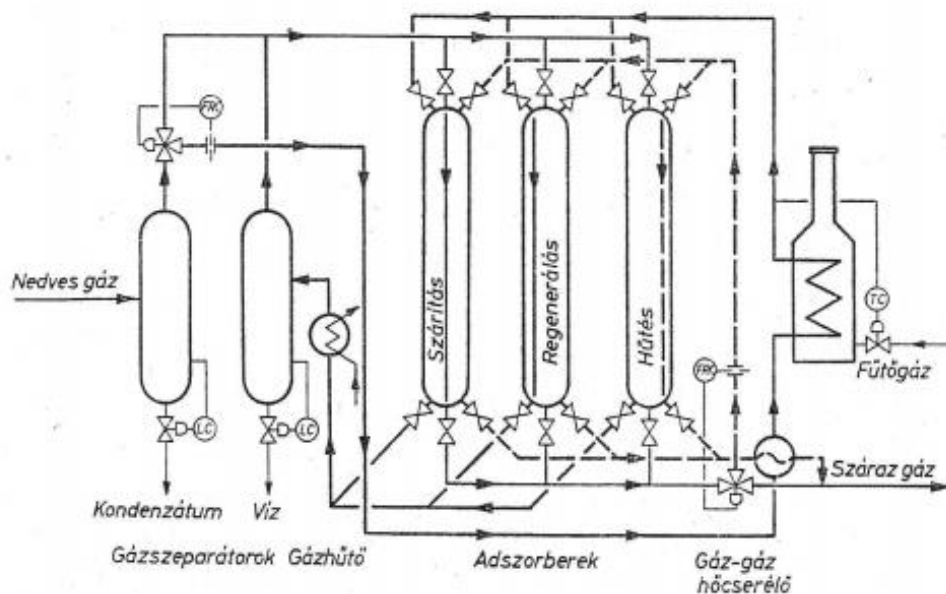 FRC
Nedves gáz
LC
LC
Kondenzátum
Víz
Gázszeparátorok
Gázhűtő
Szárítás
Regenerálás
Hűtés
Adszorberek
FRC
TC
Fűtőgáz
Száraz gáz
Gáz-gáz
hőcserélő